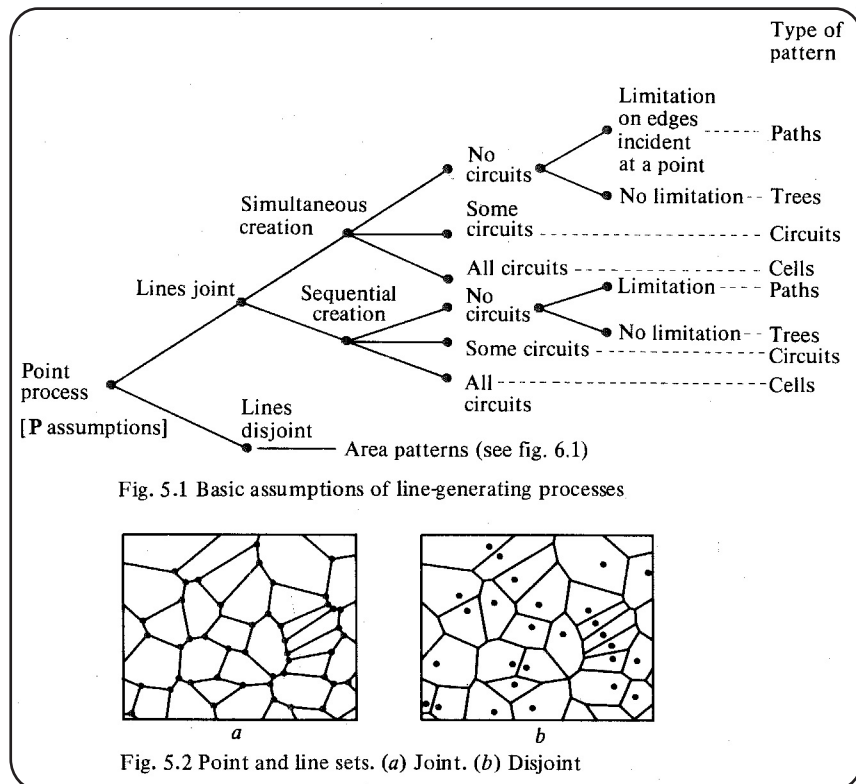 Type of
pattern
Limitation
on edges
incident
at a point
Paths
No
circuits
No limitation
Trees
Simultaneous
creation
Some
circuits
Circuits
All circuits
Cells
Lines joint
Sequential
creation
No
circuits
Limitation
Paths
No limitation
Trees
Some circuits
Circuits
All
circuits
Cells
Point
process
[P assumptions]
Lines
disjoint
Area patterns (see fig. 6.1)
Fig. 5.1 Basic assumptions of line-generating processes
a
b
Fig. 5.2 Point and line sets. (a) Joint. (b) Disjoint